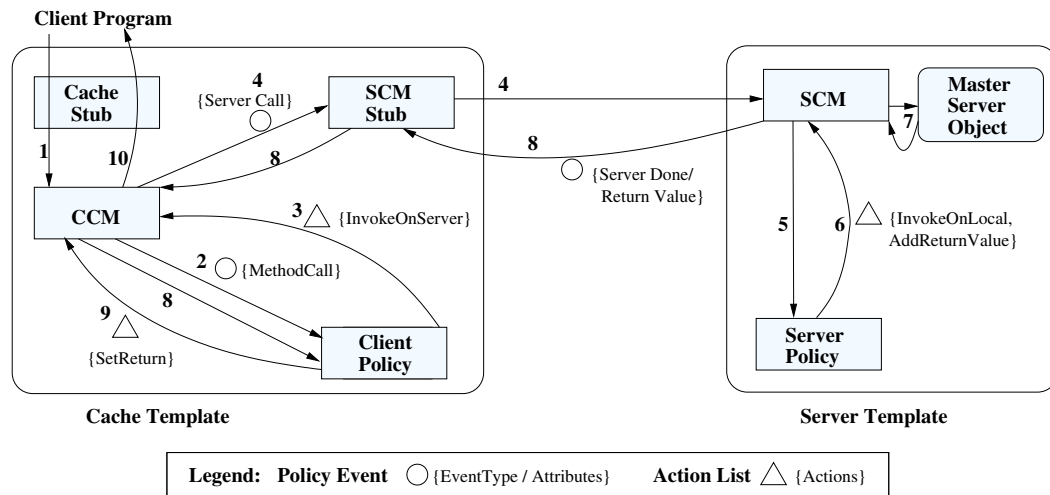 Client Program
Cache
Stub
4
{Server Call}
SCM
Stub
4
SCM
Master
Server
Object
7
1
10
8
8
{Server Done/
Return Value}
CCM
3
{InvokeOnServer}
5
6
{InvokeOnLocal,
AddReturnValue}
2
{MethodCall}
9
8
{SetReturn}
Client
Policy
Server
Policy
Cache Template
Server Template
Legend: Policy Event {EventType / Attributes} Action List {Actions}